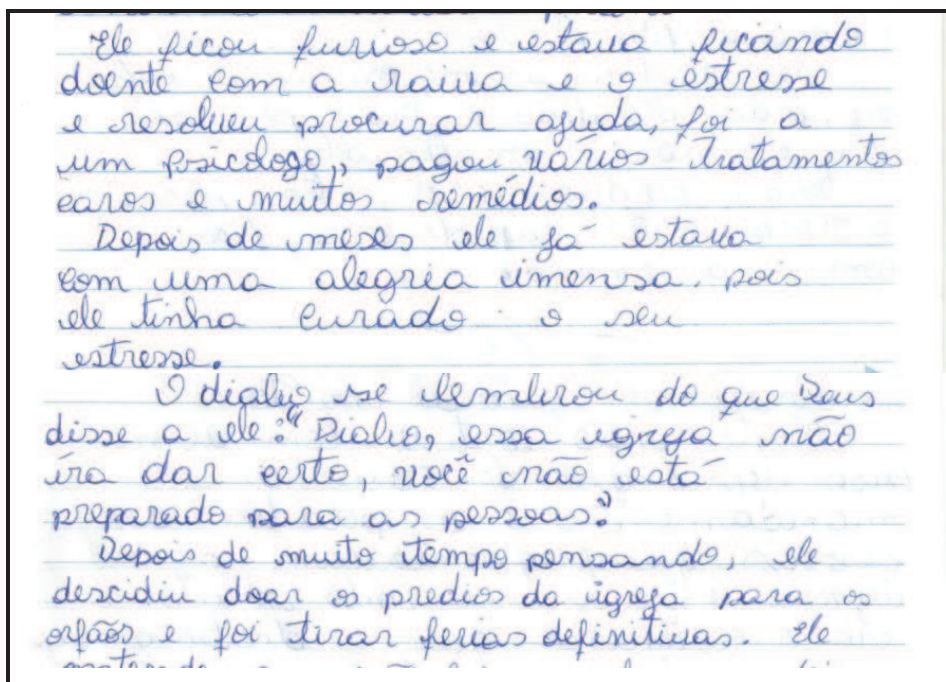 Ele ficou furioso e estava ficando
doente com a raiva e o estresse
e resolveu procurar ajuda, foi a
um psicologo,, pagou vários tratamentos
caros e muitos remédios.
Depois de meses ele já estava
com uma alegria imensa. pois
ele tinha curado o seu
estresse.
O diabo se lembrou do que Deus
disse a ele: "Diabo, essa igreja não
ira dar certo, você não está
preparado para as pessoas."
Depois de muito tempo pensando, ele
descidiu doar os predios da igreja para os
orfãos e foi tirar ferias definitivas. Ele